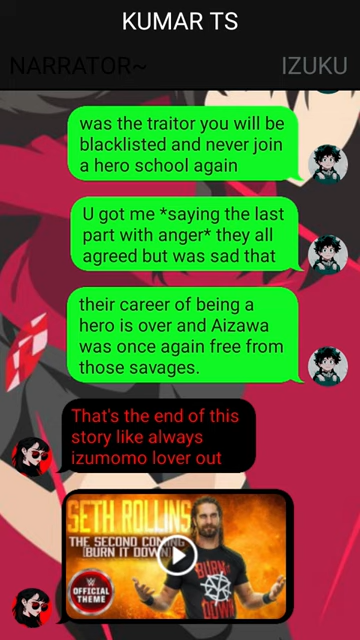 KUMAR TS
NARRATOR~
IZUKU
was the traitor you will be
blacklisted and never join
a hero school again
U got me *saying the last
part with anger* they all
agreed but was sad that
their career of being a
hero is over and Aizawa
was once again free from
those savages.
That's the end of this
story like always
izumomo lover out
SETH ROLLINS
THE SECOND COMING
(BURN IT DOWN)
OFFICIAL
THEME
BURN
DOWN